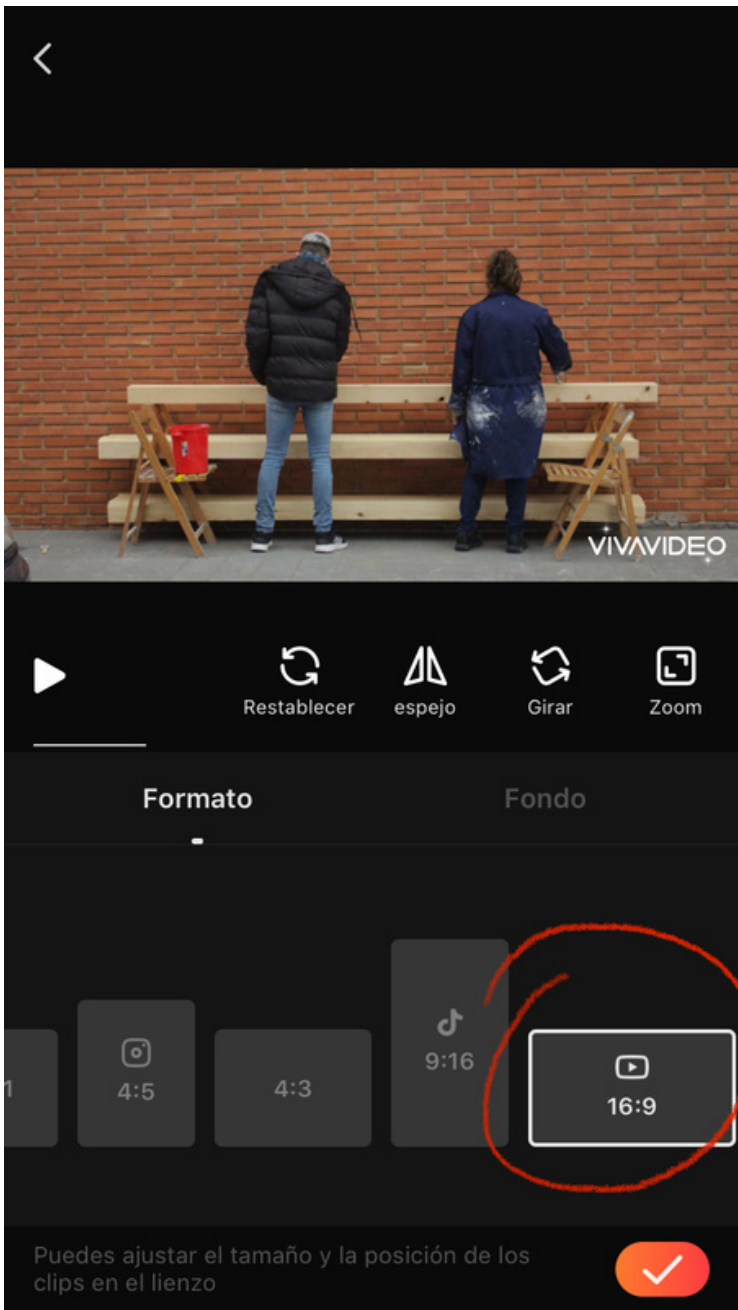 VIVAVIDEO
Restablecer
espejo
Girar
Zoom
Formato
Fondo
1
4:5
4:3
9:16
16:9
Puedes ajustar el tamaño y la posición de los
clips en el lienzo